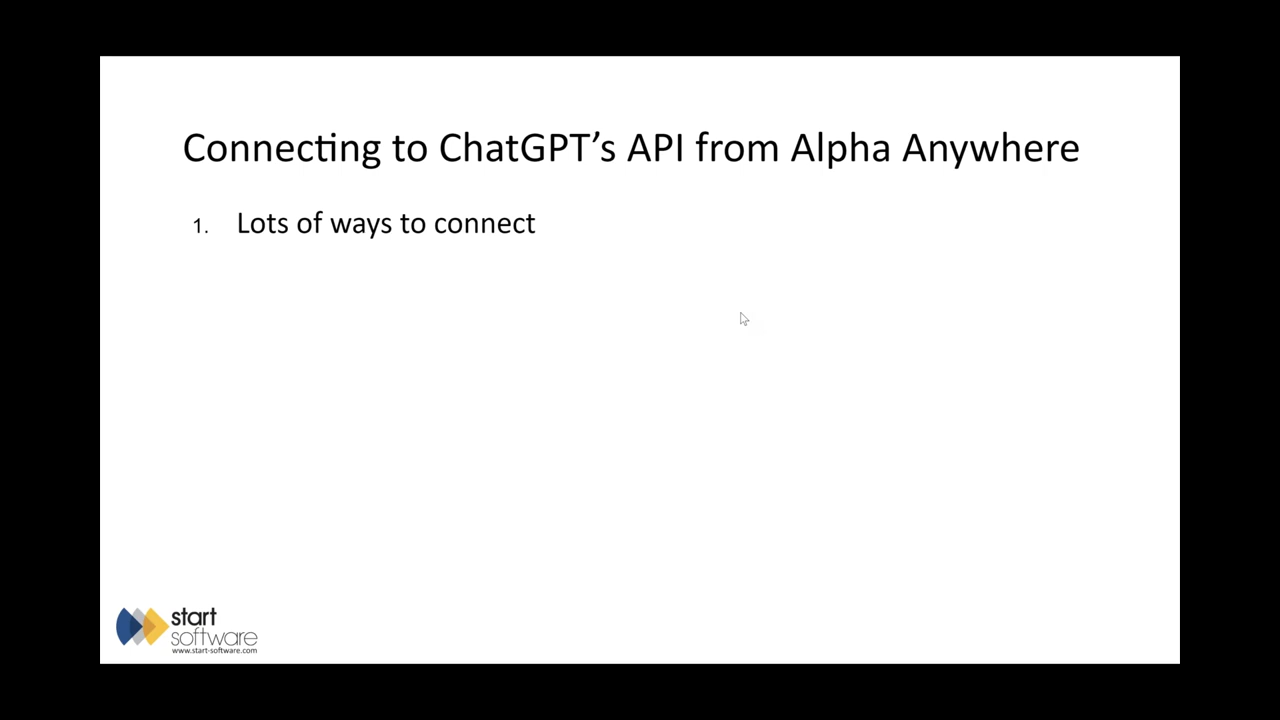 Connecting to ChatGPT’s API from Alpha Anywhere
1. Lots of ways to connect
start
software
www.start-software.com